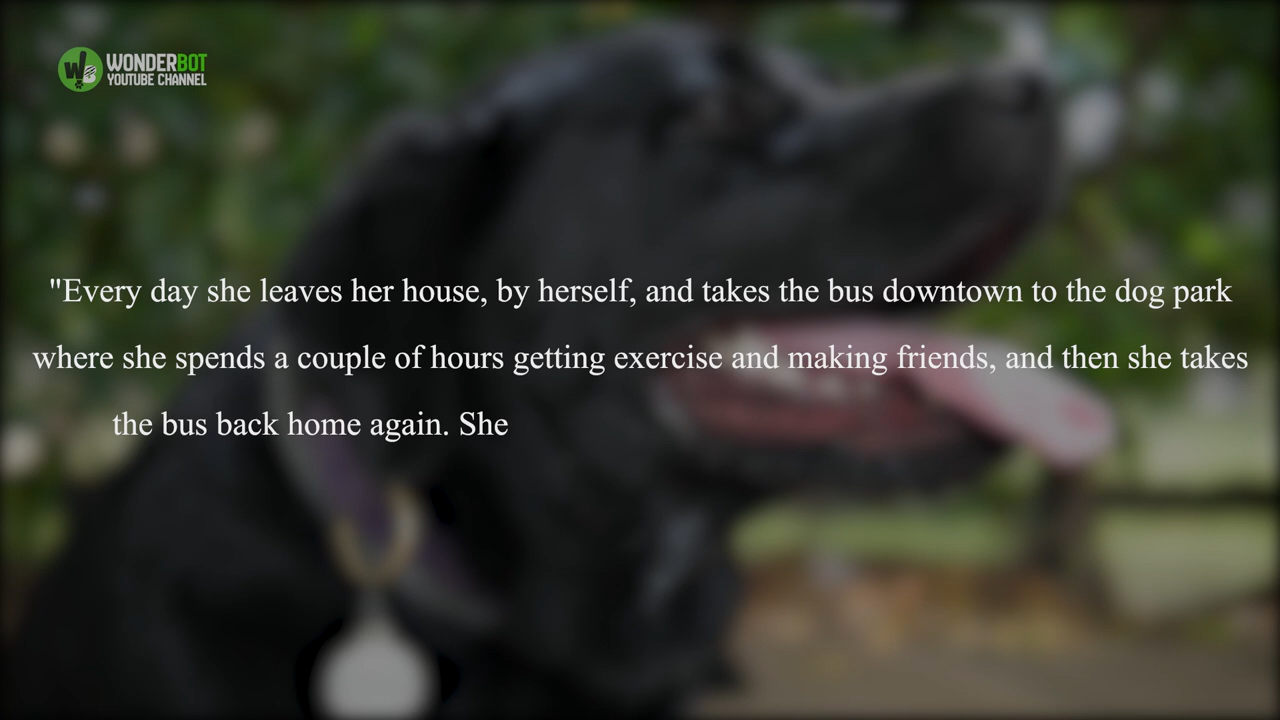 WONDERBOT
YOUTUBE CHANNEL
"Every day she leaves her house, by herself, and takes the bus downtown to the dog park
where she spends a couple of hours getting exercise and making friends, and then she takes
the bus back home again. She